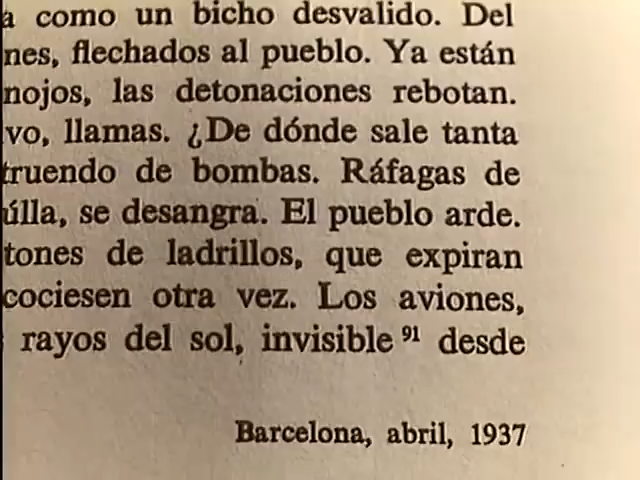 a como un bicho desvalido. Del
nes, flechados al pueblo. Ya están
nojos, las detonaciones rebotan.
vo, llamas. ¿De dónde sale tanta
truendo de bombas. Ráfagas de
úlla, se desangra. El pueblo arde.
tones de ladrillos, que expiran
cociesen otra vez. Los aviones,
rayos del sol, invisible 91 desde
Barcelona, abril, 1937